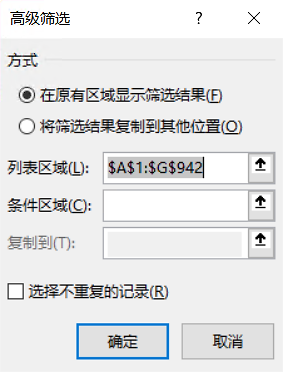 高级筛选 ?
方式
在原有区域显示筛选结果(F)
将筛选结果复制到其他位置(O)
列表区域(L): $A$1:$G$942
条件区域(C):
复制到(T):
选择不重复的记录(R)
确定 取消